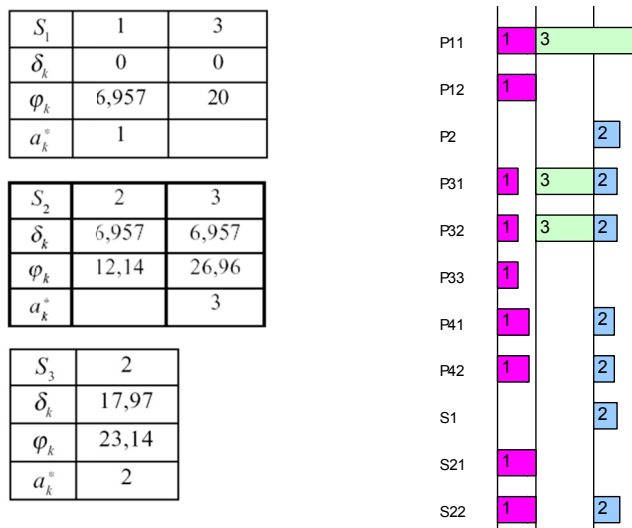 S₁ 1 3
δₖ 0 0
φₖ 6,957 20
aₖ* 1
S₂ 2 3
δₖ 6,957 6,957
φₖ 12,14 26,96
aₖ* 3
S₃ 2
δₖ 17,97
φₖ 23,14
aₖ* 2
P11 1 3
P12 1
P2 2
P31 1 3 2
P32 1 3 2
P33 1
P41 1 2
P42 1 2
S1 2
S21 1
S22 1 2